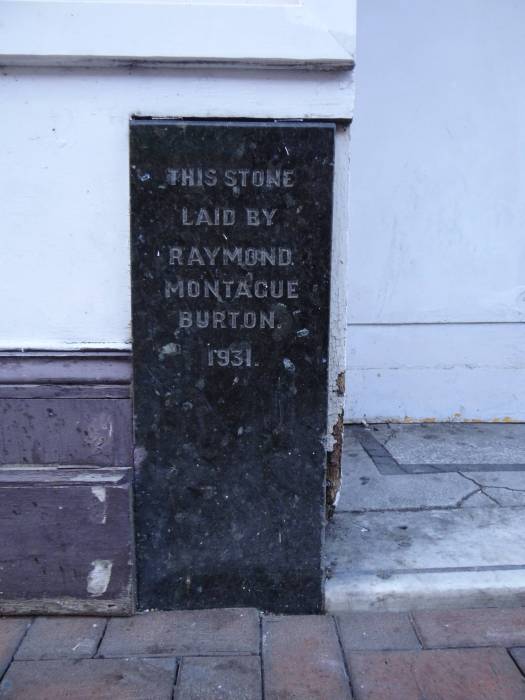 THIS STONE
LAID BY
RAYMOND
MONTAGUE
BURTON.
1931.